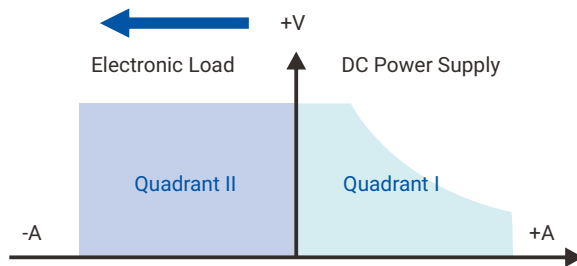 +V
Electronic Load
DC Power Supply
Quadrant II
Quadrant I
-A
+A